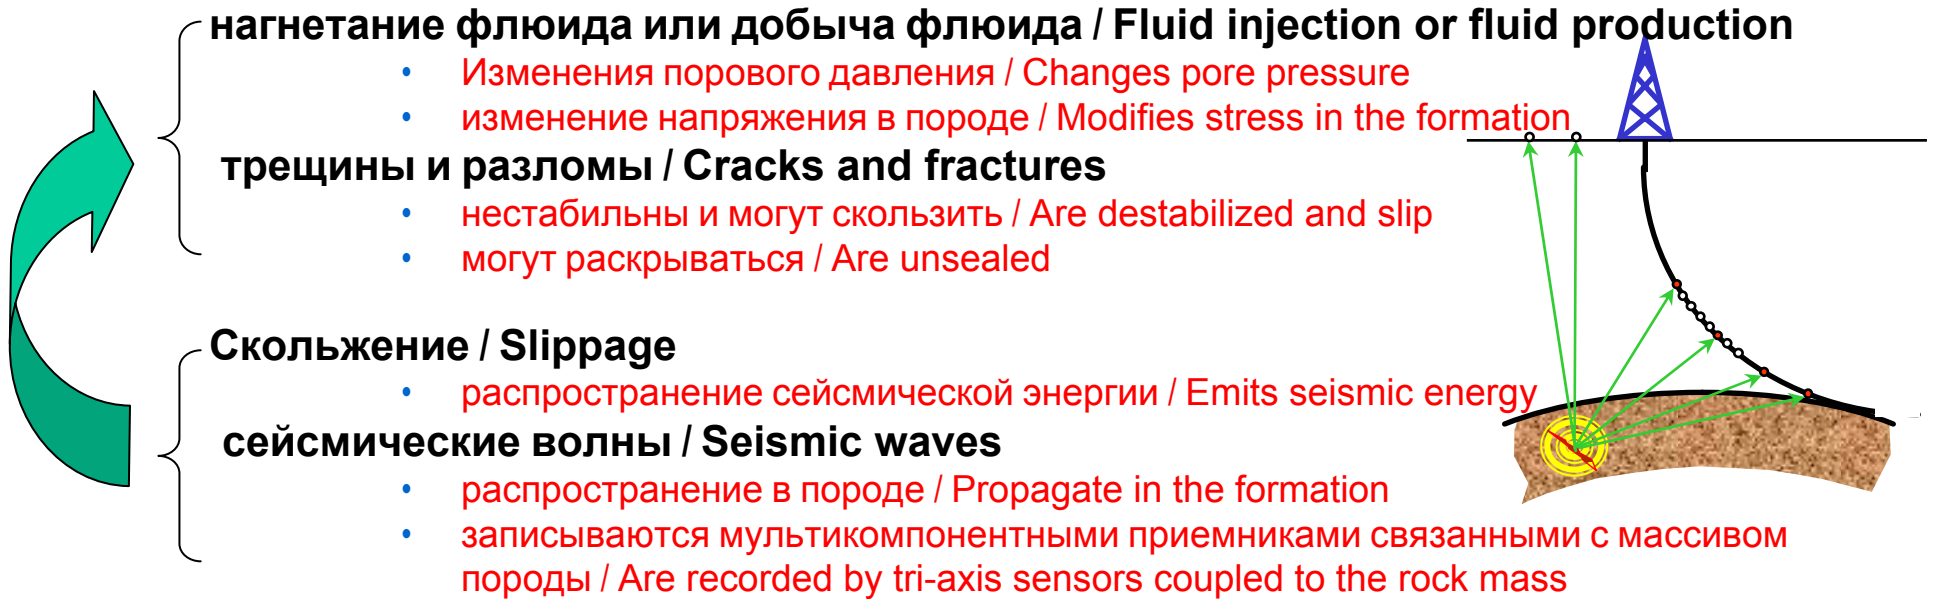 нагнетание флюида или добыча флюида / Fluid injection or fluid production
• Изменения порового давления / Changes pore pressure
• изменение напряжения в породе / Modifies stress in the formation
трещины и разломы / Cracks and fractures
• нестабильны и могут скользить / Are destabilized and slip
• могут раскрываться / Are unsealed
Скольжение / Slippage
• распространение сейсмической энергии / Emits seismic energy
сейсмические волны / Seismic waves
• распространение в породе / Propagate in the formation
• записываются мультикомпонентными приемниками связанными с массивом
породы / Are recorded by tri-axis sensors coupled to the rock mass